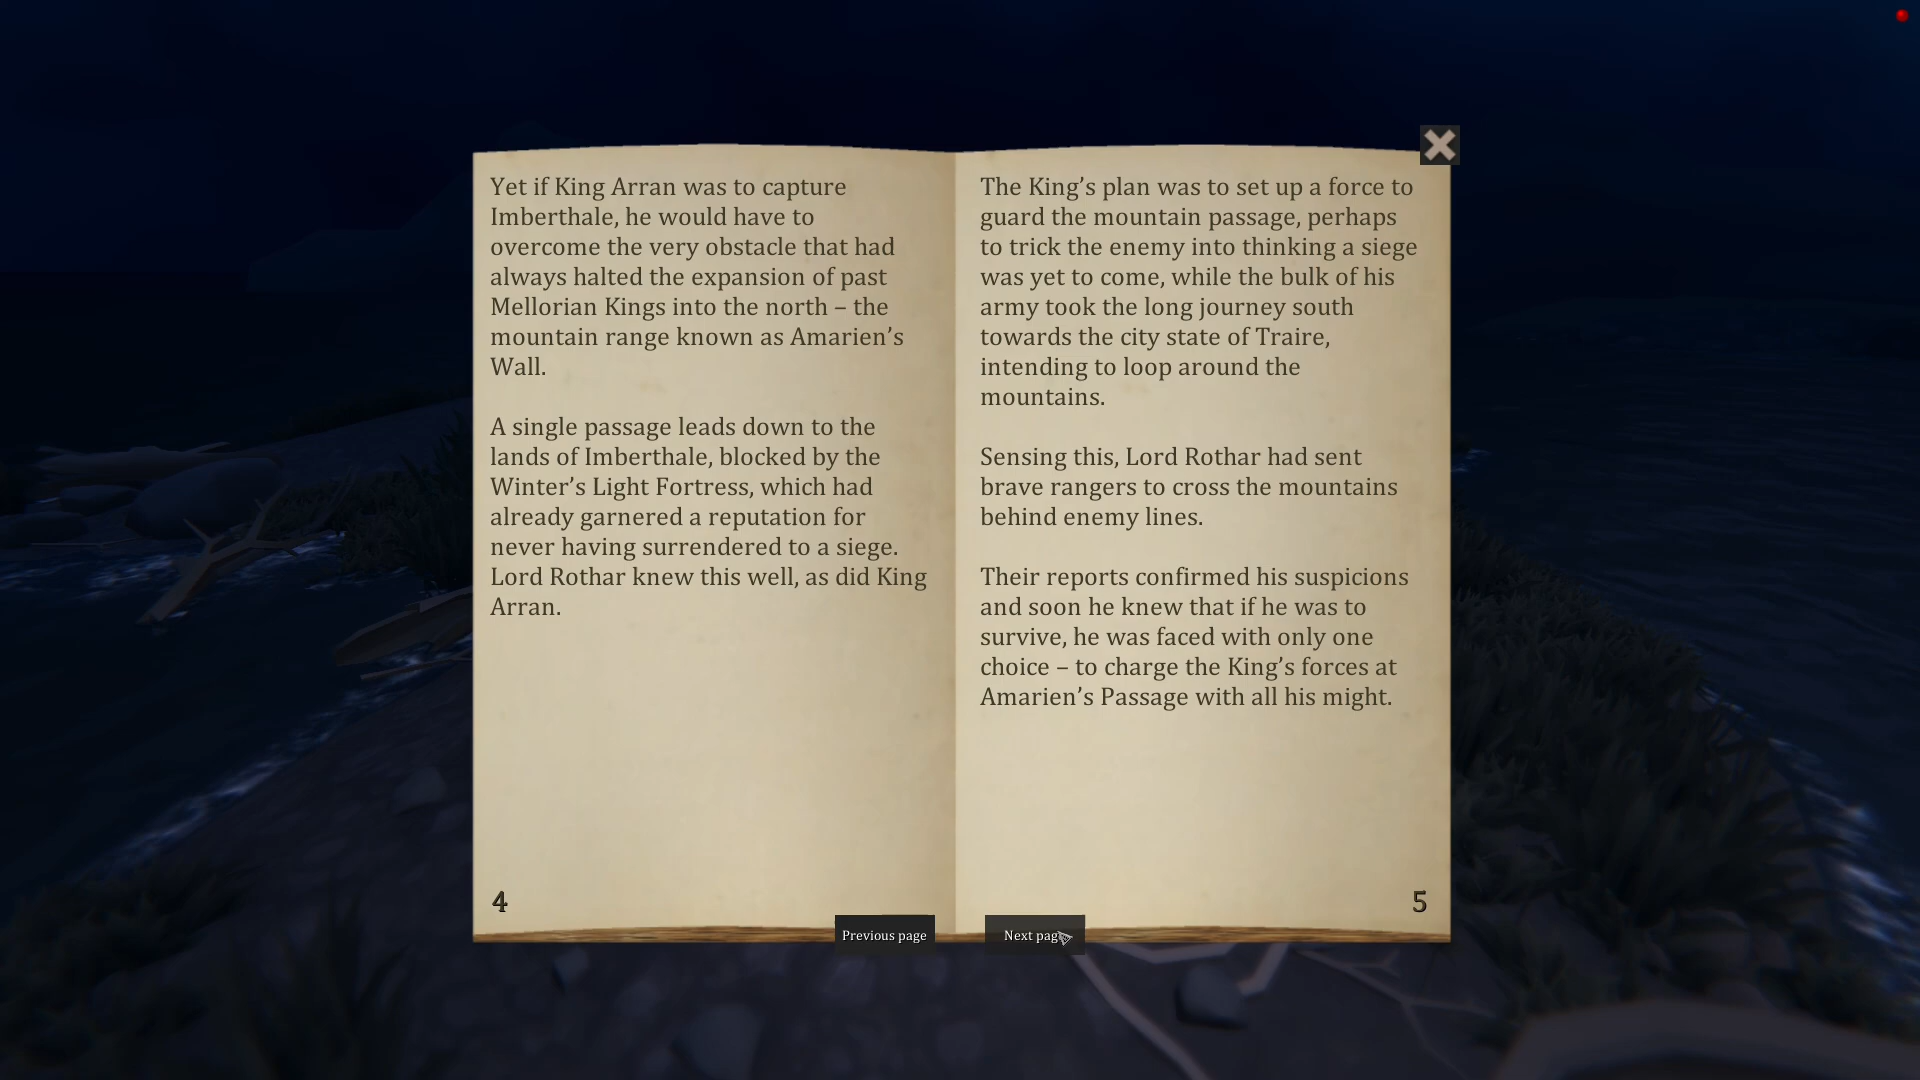 Yet if King Arran was to capture
Imberthale, he would have to
overcome the very obstacle that had
always halted the expansion of past
Mellorian Kings into the north – the
mountain range known as Amarien’s
Wall.
A single passage leads down to the
lands of Imberthale, blocked by the
Winter’s Light Fortress, which had
already garnered a reputation for
never having surrendered to a siege.
Lord Rothar knew this well, as did King
Arran.
4
The King’s plan was to set up a force to
guard the mountain passage, perhaps
to trick the enemy into thinking a siege
was yet to come, while the bulk of his
army took the long journey south
towards the city state of Traire,
intending to loop around the
mountains.
Sensing this, Lord Rothar had sent
brave rangers to cross the mountains
behind enemy lines.
Their reports confirmed his suspicions
and soon he knew that if he was to
survive, he was faced with only one
choice – to charge the King’s forces at
Amarien’s Passage with all his might.
5
Previous page
Next page